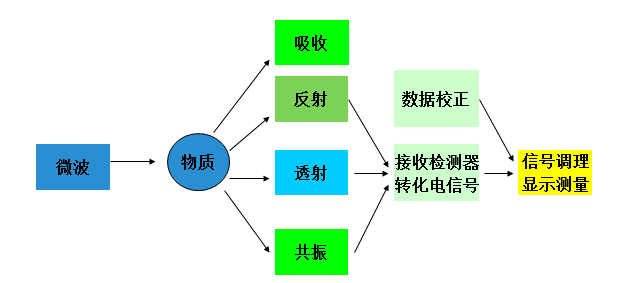 吸收
反射
数据校正
微波
物质
透射
接收检测器
转化电信号
信号调理
显示测量
共振